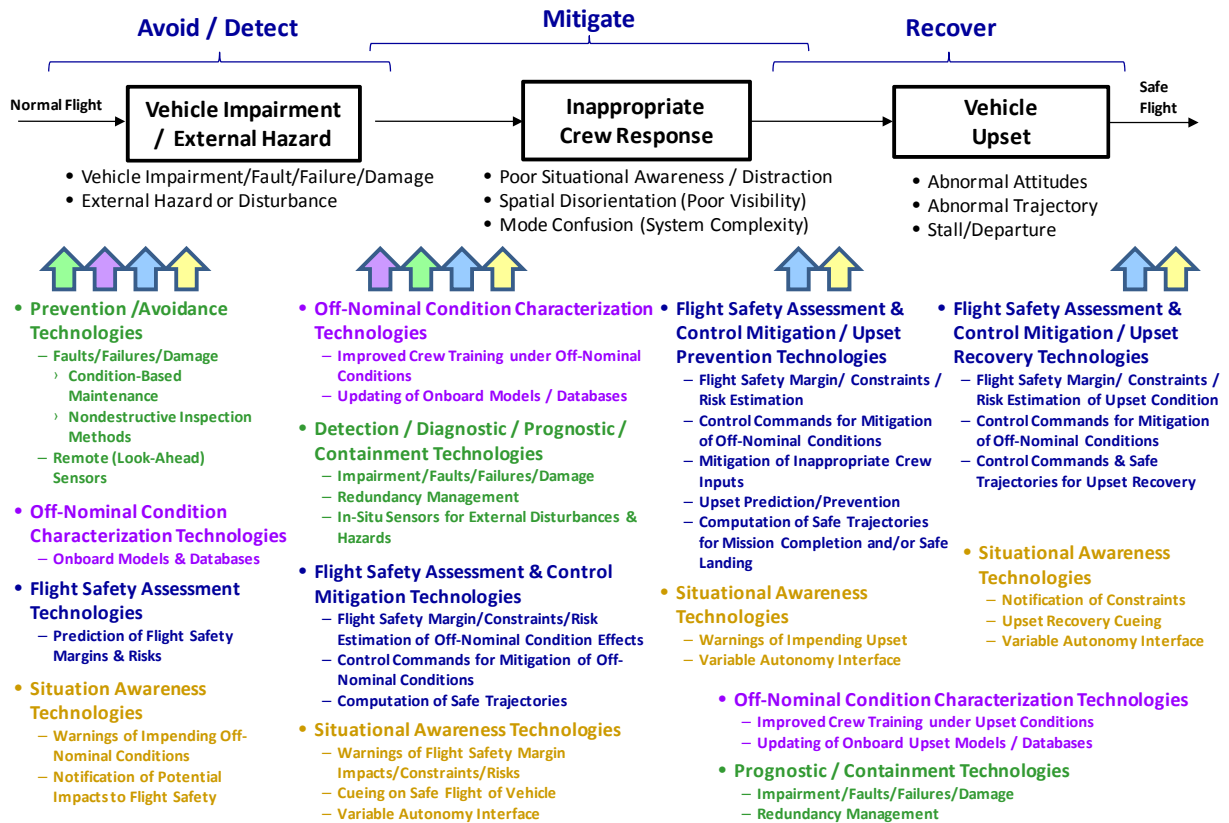 Avoid / Detect
Mitigate
Recover
Normal Flight
Vehicle Impairment
/ External Hazard
Inappropriate
Crew Response
Vehicle
Upset
Safe
Flight
• Vehicle Impairment/Fault/Failure/Damage
• External Hazard or Disturbance
• Poor Situational Awareness / Distraction
• Spatial Disorientation (Poor Visibility)
• Mode Confusion (System Complexity)
• Abnormal Attitudes
• Abnormal Trajectory
• Stall/Departure
• Prevention /Avoidance
Technologies
– Faults/Failures/Damage
› Condition-Based
Maintenance
› Nondestructive Inspection
Methods
– Remote (Look-Ahead)
Sensors
• Off-Nominal Condition
Characterization Technologies
– Onboard Models & Databases
• Flight Safety Assessment
Technologies
– Prediction of Flight Safety
Margins & Risks
• Situation Awareness
Technologies
– Warnings of Impending Off-
Nominal Conditions
– Notification of Potential
Impacts to Flight Safety
• Off-Nominal Condition Characterization
Technologies
– Improved Crew Training under Off-Nominal
Conditions
– Updating of Onboard Models / Databases
• Detection / Diagnostic / Prognostic /
Containment Technologies
– Impairment/Faults/Failures/Damage
– Redundancy Management
– In-Situ Sensors for External Disturbances &
Hazards
• Flight Safety Assessment & Control
Mitigation Technologies
– Flight Safety Margin/Constraints/Risk
Estimation of Off-Nominal Condition Effects
– Control Commands for Mitigation of Off-
Nominal Conditions
– Computation of Safe Trajectories
• Situational Awareness Technologies
– Warnings of Flight Safety Margin
Impacts/Constraints/Risks
– Cueing on Safe Flight of Vehicle
– Variable Autonomy Interface
• Flight Safety Assessment &
Control Mitigation / Upset
Prevention Technologies
– Flight Safety Margin/ Constraints /
Risk Estimation
– Control Commands for Mitigation
of Off-Nominal Conditions
– Mitigation of Inappropriate Crew
Inputs
– Upset Prediction/Prevention
– Computation of Safe Trajectories
for Mission Completion and/or Safe
Landing
• Situational Awareness
Technologies
– Warnings of Impending Upset
– Variable Autonomy Interface
• Flight Safety Assessment &
Control Mitigation / Upset
Recovery Technologies
– Flight Safety Margin/ Constraints /
Risk Estimation of Upset Condition
– Control Commands for Mitigation
of Off-Nominal Conditions
– Control Commands & Safe
Trajectories for Upset Recovery
• Situational Awareness
Technologies
– Notification of Constraints
– Upset Recovery Cueing
– Variable Autonomy Interface
• Off-Nominal Condition Characterization Technologies
– Improved Crew Training under Upset Conditions
– Updating of Onboard Upset Models / Databases
• Prognostic / Containment Technologies
– Impairment/Faults/Failures/Damage
– Redundancy Management